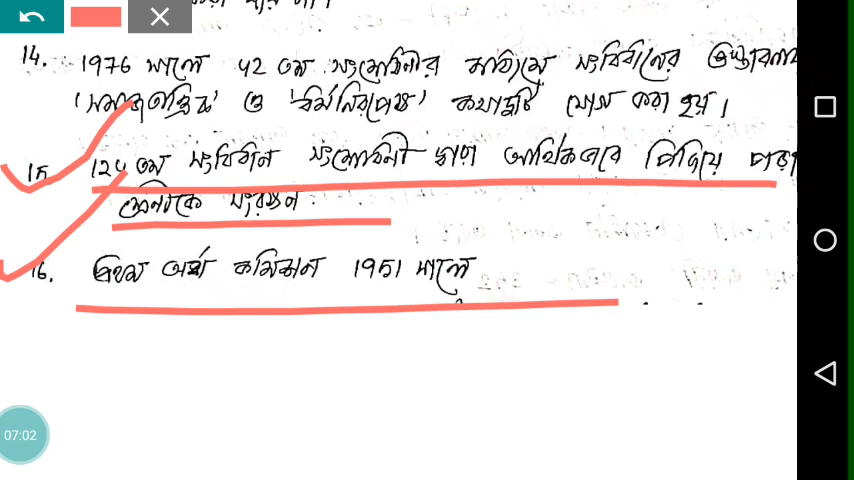 14. 1976 সালে 42 তম সংশোধনীর মাধ্যমে সংবিধানের প্রস্তাবনায়
'সমাজতান্ত্রিক' ও 'ধর্মনিরপেক্ষ' কথাদুটি যোগ করা হয়।
15. 124 তম সংবিধান সংশোধনী দ্বারা আর্থিকভাবে পিছিয়ে পড়া
শ্রেনীকে সংরক্ষণ
16. প্রথম অর্থ কমিশন 1951 সালে
07:02